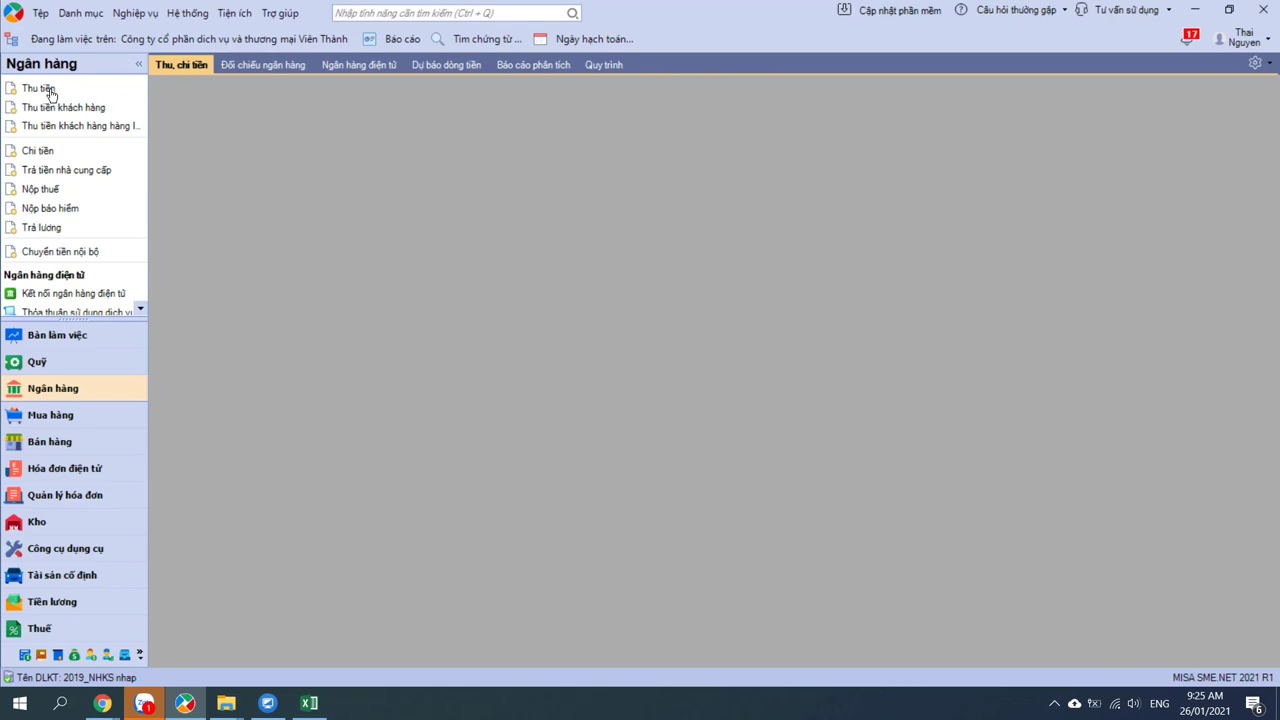 Tệp Danh mục Nghiệp vụ Hệ thống Tiện ích Trợ giúp Nhập tính năng cần tìm kiếm (Ctrl + Q) Cập nhật phần mềm Câu hỏi thường gặp Tư vấn sử dụng
Đang làm việc trên: Công ty cổ phần dịch vụ và thương mại Viên Thành Báo cáo Tìm chứng từ ... Ngày hạch toán... 17 Thai Nguyen
Ngân hàng « Thu, chi tiền Đối chiếu ngân hàng Ngân hàng điện tử Dự báo dòng tiền Báo cáo phân tích Quy trình
Thu tiền
Thu tiền khách hàng
Thu tiền khách hàng hàng l...
Chi tiền
Trả tiền nhà cung cấp
Nộp thuế
Nộp bảo hiểm
Trả lương
Chuyển tiền nội bộ
Ngân hàng điện tử
Kết nối ngân hàng điện tử
Thỏa thuận sử dụng dịch vụ
Bàn làm việc
Quỹ
Ngân hàng
Mua hàng
Bán hàng
Hóa đơn điện tử
Quản lý hóa đơn
Kho
Công cụ dụng cụ
Tài sản cố định
Tiền lương
Thuế
Tên DLKT: 2019_NHKS nhap MISA SME.NET 2021 R1
1 ENG 9:25 AM
26/01/2021 6